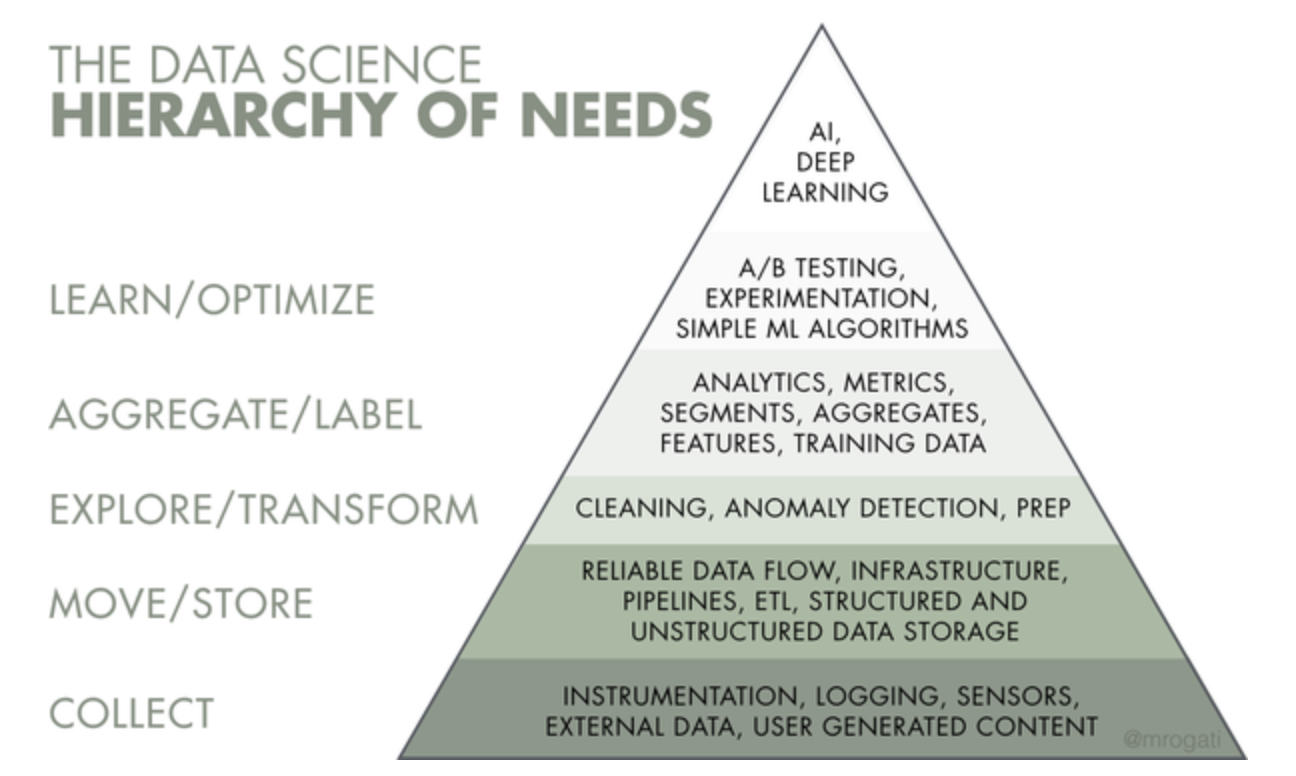 THE DATA SCIENCE
HIERARCHY OF NEEDS
AI,
DEEP
LEARNING
LEARN/OPTIMIZE
A/B TESTING,
EXPERIMENTATION,
SIMPLE ML ALGORITHMS
AGGREGATE/LABEL
ANALYTICS, METRICS,
SEGMENTS, AGGREGATES,
FEATURES, TRAINING DATA
EXPLORE/TRANSFORM
CLEANING, ANOMALY DETECTION, PREP
MOVE/STORE
RELIABLE DATA FLOW, INFRASTRUCTURE,
PIPELINES, ETL, STRUCTURED AND
UNSTRUCTURED DATA STORAGE
COLLECT
INSTRUMENTATION, LOGGING, SENSORS,
EXTERNAL DATA, USER GENERATED CONTENT
@mrogati